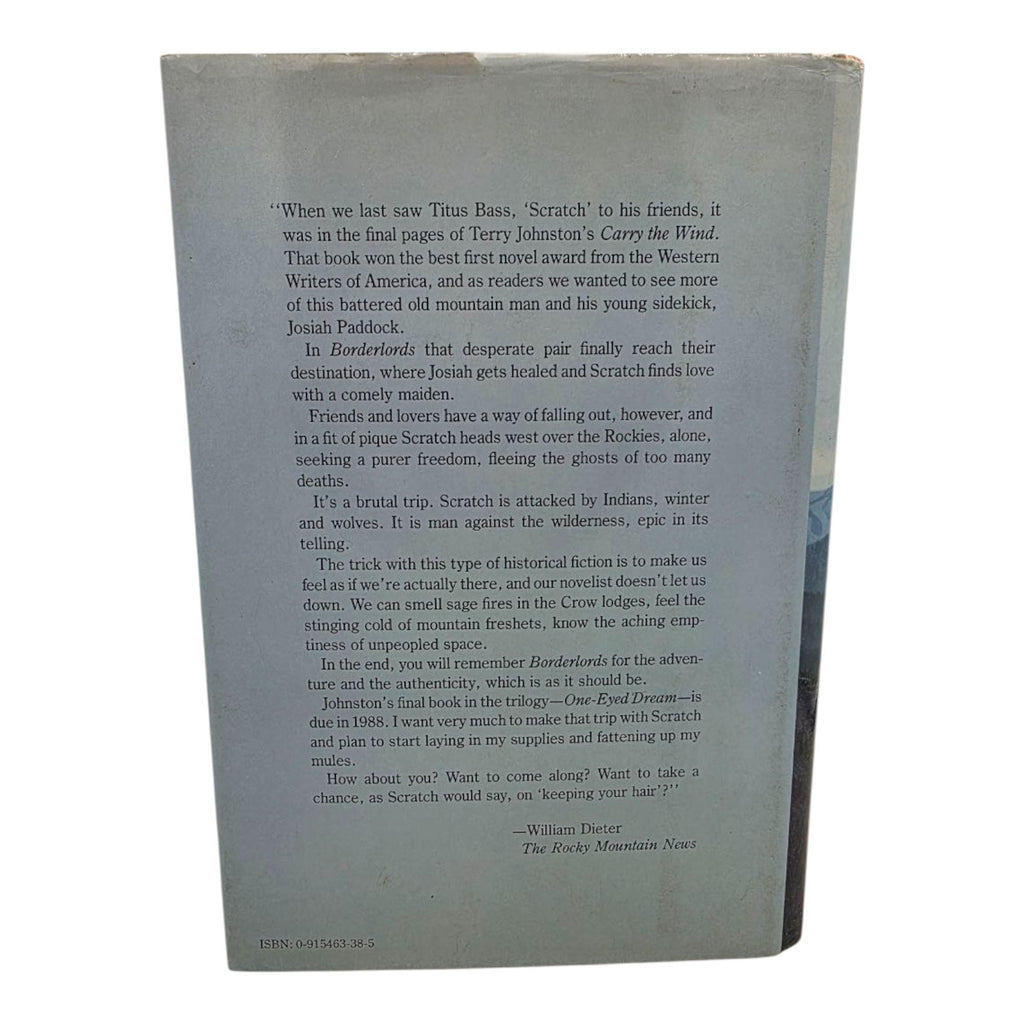 “When we last saw Titus Bass, ‘Scratch’ to his friends, it
was in the final pages of Terry Johnston’s Carry the Wind.
That book won the best first novel award from the Western
Writers of America, and as readers we wanted to see more
of this battered old mountain man and his young sidekick,
Josiah Paddock.
In Borderlords that desperate pair finally reach their
destination, where Josiah gets healed and Scratch finds love
with a comely maiden.
Friends and lovers have a way of falling out, however, and
in a fit of pique Scratch heads west over the Rockies, alone,
seeking a purer freedom, fleeing the ghosts of too many
deaths.
It’s a brutal trip. Scratch is attacked by Indians, winter
and wolves. It is man against the wilderness, epic in its
telling.
The trick with this type of historical fiction is to make us
feel as if we’re actually there, and our novelist doesn’t let us
down. We can smell sage fires in the Crow lodges, feel the
stinging cold of mountain freshets, know the aching emp-
tiness of unpeopled space.
In the end, you will remember Borderlords for the adven-
ture and the authenticity, which is as it should be.
Johnston’s final book in the trilogy—One-Eyed Dream—is
due in 1988. I want very much to make that trip with Scratch
and plan to start laying in my supplies and fattening up my
mules.
How about you? Want to come along? Want to take a
chance, as Scratch would say, on ‘keeping your hair’?”
—William Dieter
The Rocky Mountain News
ISBN: 0-915463-38-5